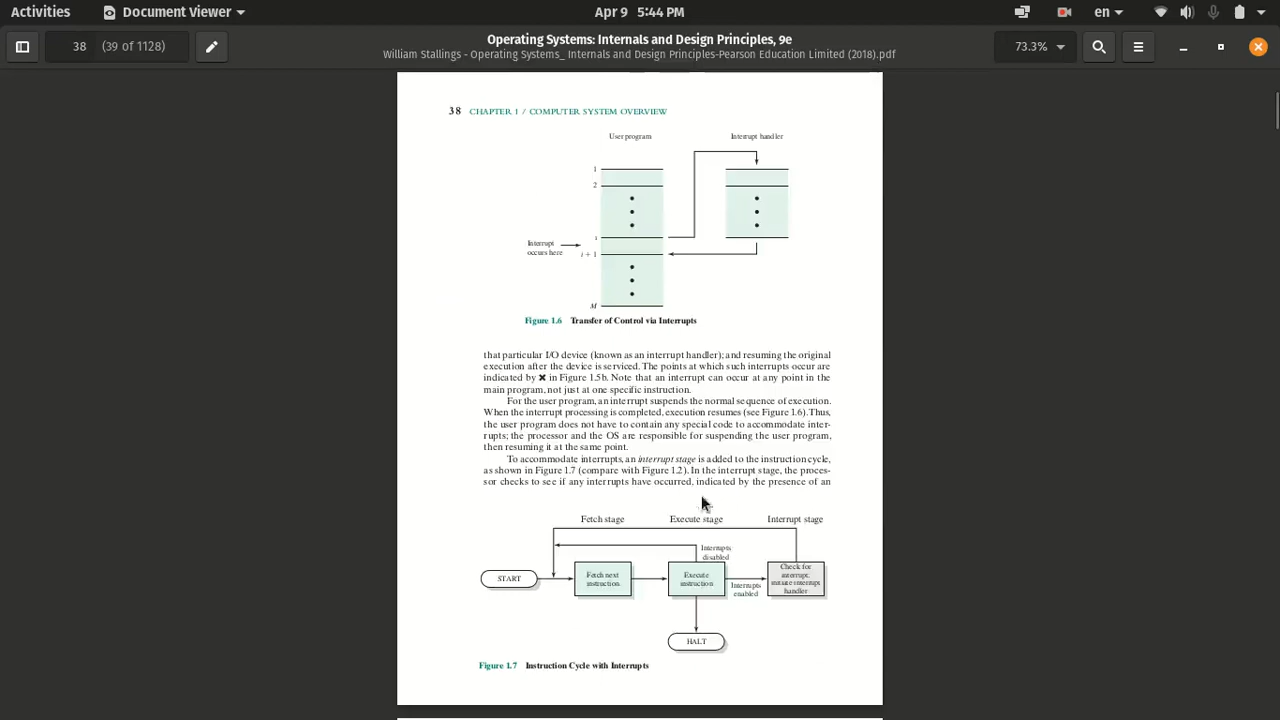 Activities
Document Viewer
Apr 9 5:44 PM
en
38 (39 of 1128)
Operating Systems: Internals and Design Principles, 9e
William Stallings - Operating Systems_ Internals and Design Principles-Pearson Education Limited (2018).pdf
73.3%
38 CHAPTER 1 / COMPUTER SYSTEM OVERVIEW
User program
Interrupt handler
1
2
i
Interrupt
occurs here
i + 1
M
Figure 1.6 Transfer of Control via Interrupts
that particular I/O device (known as an interrupt handler); and resuming the original
execution after the device is serviced. The points at which such interrupts occur are
indicated by ✖ in Figure 1.5b. Note that an interrupt can occur at any point in the
main program, not just at one specific instruction.
For the user program, an interrupt suspends the normal sequence of execution.
When the interrupt processing is completed, execution resumes (see Figure 1.6). Thus,
the user program does not have to contain any special code to accommodate inter-
rupts; the processor and the OS are responsible for suspending the user program,
then resuming it at the same point.
To accommodate interrupts, an interrupt stage is added to the instruction cycle,
as shown in Figure 1.7 (compare with Figure 1.2). In the interrupt stage, the proces-
sor checks to see if any interrupts have occurred, indicated by the presence of an
Fetch stage
Execute stage
Interrupt stage
Interrupts
disabled
START
Fetch next
instruction
Execute
instruction
Interrupts
enabled
Check for
interrupt;
initiate interrupt
handler
HALT
Figure 1.7 Instruction Cycle with Interrupts